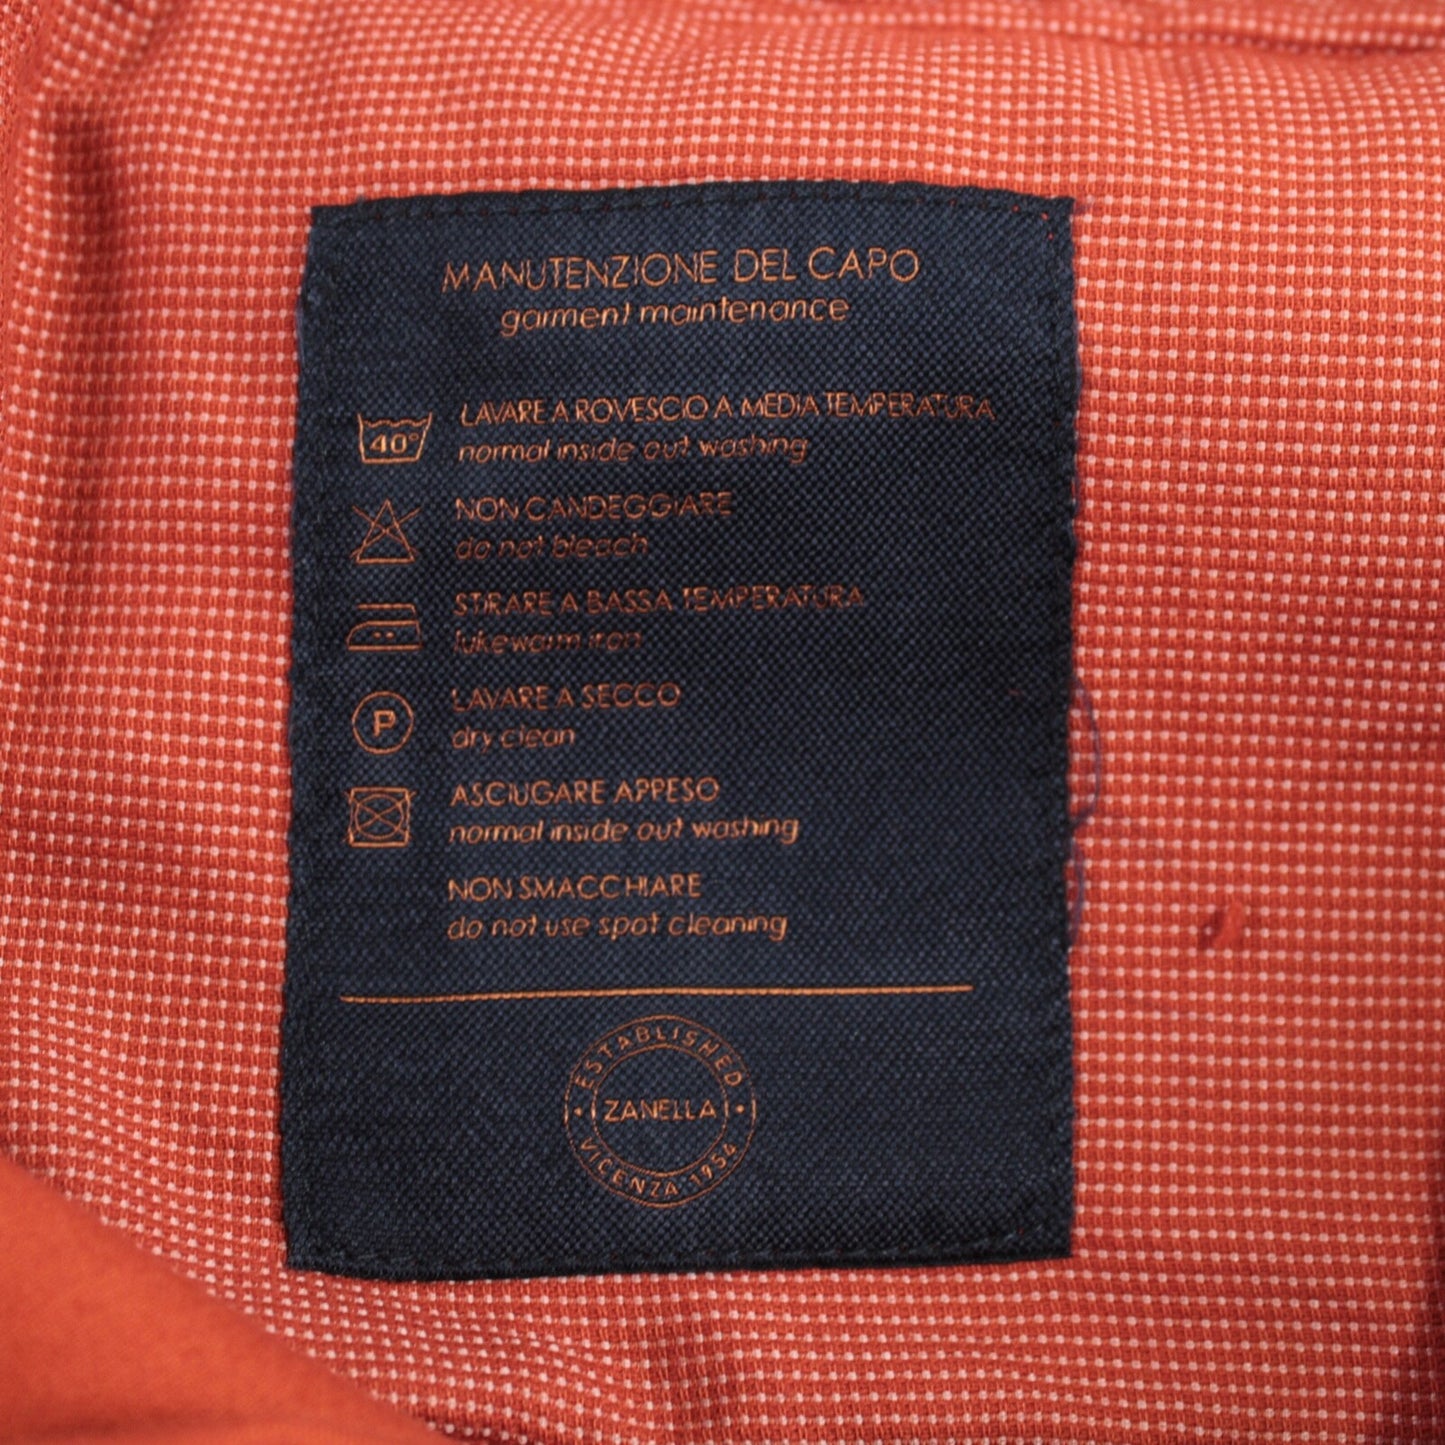 MANUTENZIONE DEL CAPO
garment maintenance
40°
LAVARE A ROVESCIO A MEDIA TEMPERATURA
normal inside out washing
NON CANDEGGIARE
do not bleach
STIRARE A BASSA TEMPERATURA
lukewarm iron
P
LAVARE A SECCO
dry clean
ASCIUGARE APPESO
normal inside out washing
NON SMACCHIARE
do not use spot cleaning
ESTABLISHED
ZANELLA
VICENZA 1954